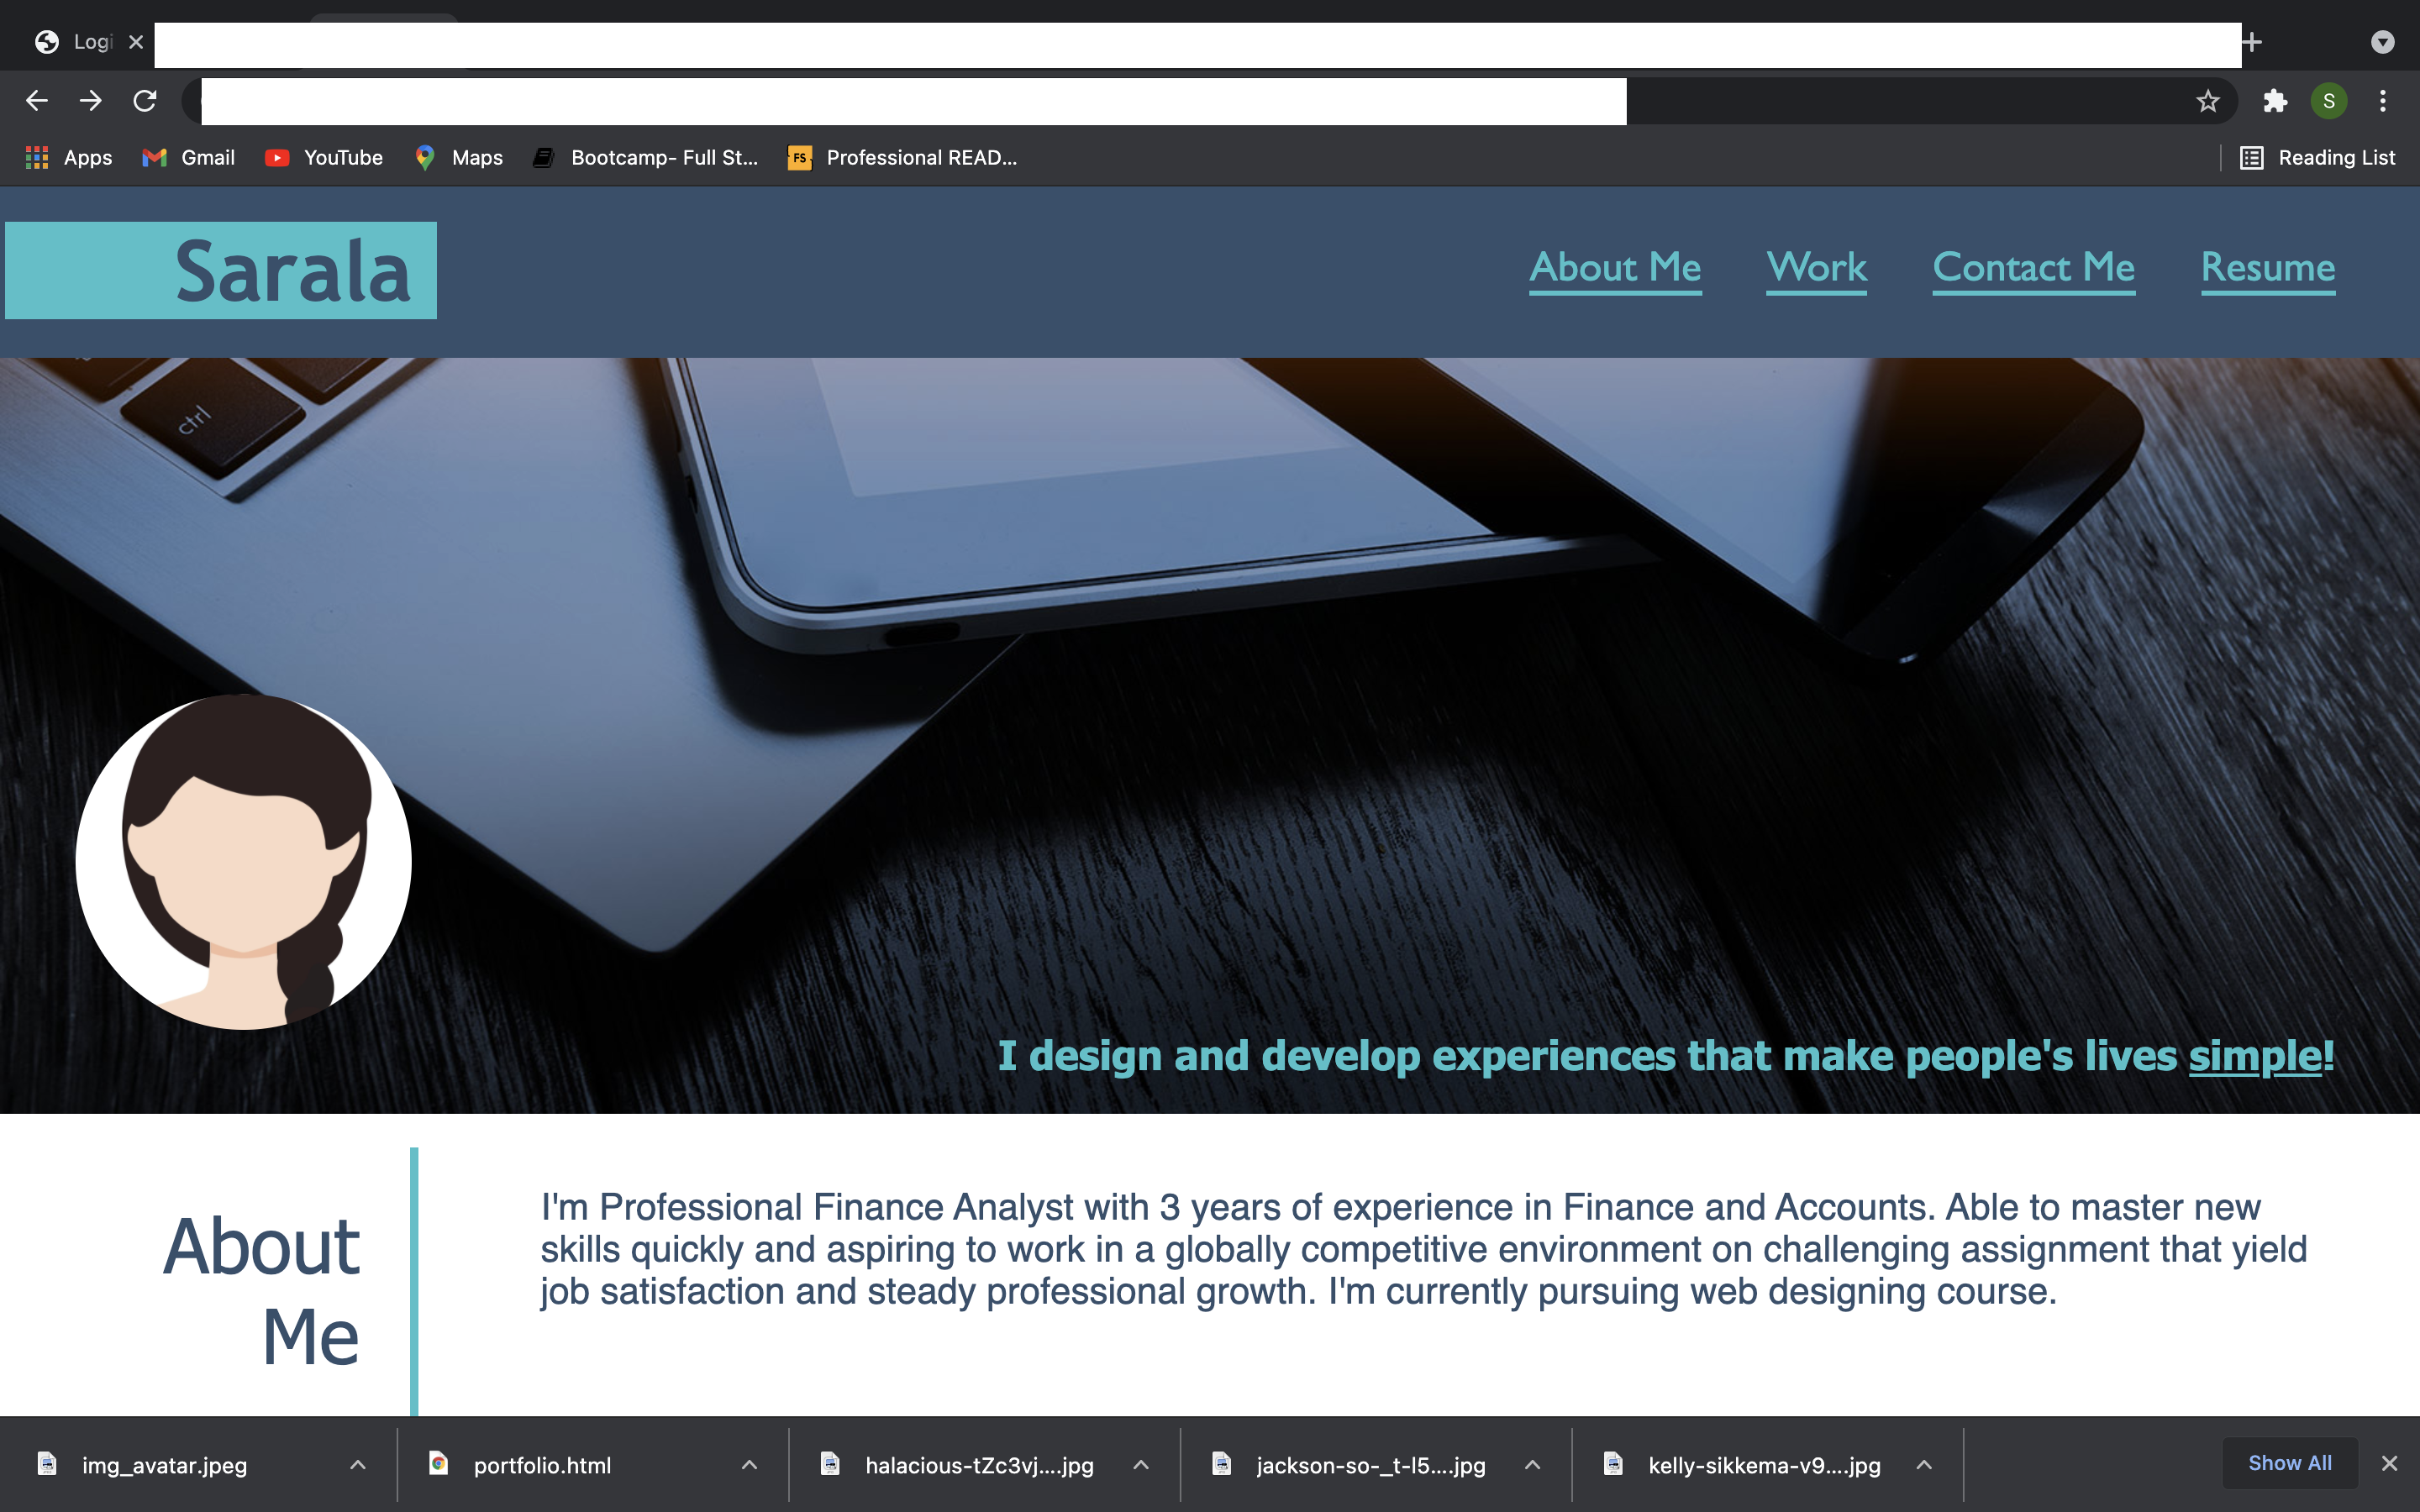 Logi
Apps Gmail YouTube Maps Bootcamp- Full St... FS Professional READ... Reading List
S
Sarala
About Me Work Contact Me Resume
ctrl
I design and develop experiences that make people's lives simple!
About
Me
I'm Professional Finance Analyst with 3 years of experience in Finance and Accounts. Able to master new
skills quickly and aspiring to work in a globally competitive environment on challenging assignment that yield
job satisfaction and steady professional growth. I'm currently pursuing web designing course.
img_avatar.jpeg portfolio.html halacious-tZc3vj....jpg jackson-so-_t-l5....jpg kelly-sikkema-v9....jpg Show All